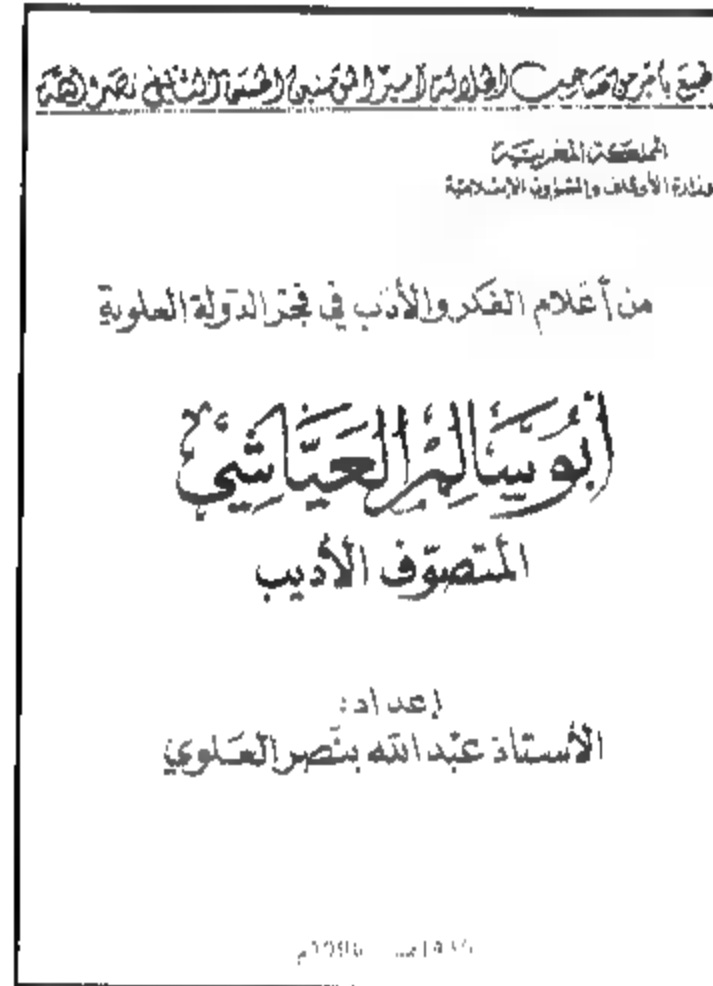 طبع بأمر من صاحب الجلالة أمير المؤمنين الحسن الثاني نصره الله
المملكة المغربية
وزارة الأوقاف والشؤون الإسلامية
من أعلام الفكر والأدب في فجر الدولة العلوية
أبو سالم العياشي
المتصوف الأديب
إعداد:
الأستاذ عبد الله بنصر العلوي